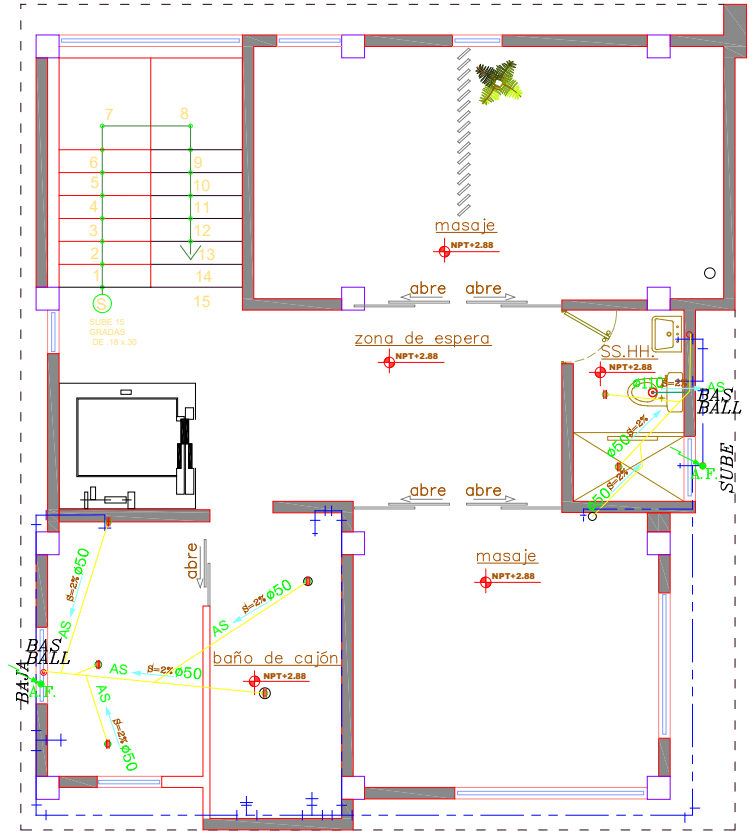 7
8
6
9
5
10
4
11
3
12
2
13
1
14
S
15
SUBE 15
GRADAS
DE .18 x.30
masaje
NPT+2.88
abre
abre
zona de espera
NPT+2.88
SS.HH.
NPT+2.88
S=2%
AS
BAS
BALL
S=2%
ø50
S=2%
ø50
A.F.
SUBE
abre
abre
masaje
NPT+2.88
abre
S=2%
ø50
AS
S=2%
ø50
AS
BAS
BALL
BAJA
A.F.
AS
S=2%
ø50
baño de cajón
NPT+2.88
AS
S=2%
ø50